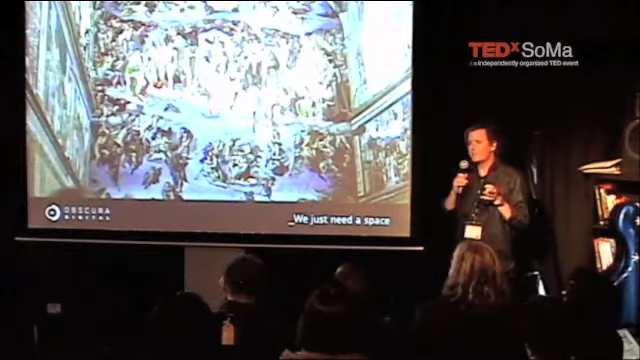 TEDxSoMa
x=independently organized TED event
OBSCURA
DIGITAL
_We just need a space